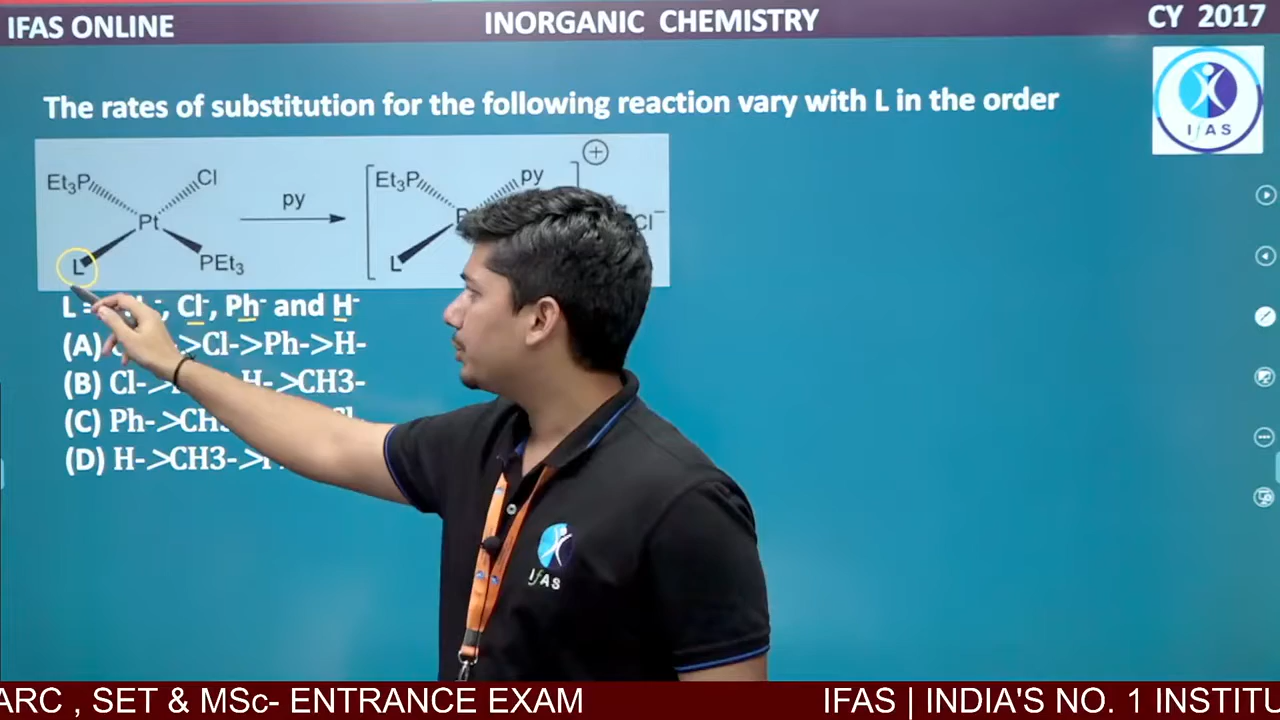 IFAS ONLINE
INORGANIC CHEMISTRY
CY 2017
IFAS
The rates of substitution for the following reaction vary with L in the order
Et₃P Cl
Pt
L PEt₃
py
Et₃P py
L
Cl⁻
L = , Cl⁻, Ph⁻ and H⁻
(A) >Cl->Ph->H-
(B) Cl-> H->CH3-
(C) Ph->CH3
(D) H->CH3->
IFAS
ARC , SET & MSc- ENTRANCE EXAM
IFAS | INDIA'S NO. 1